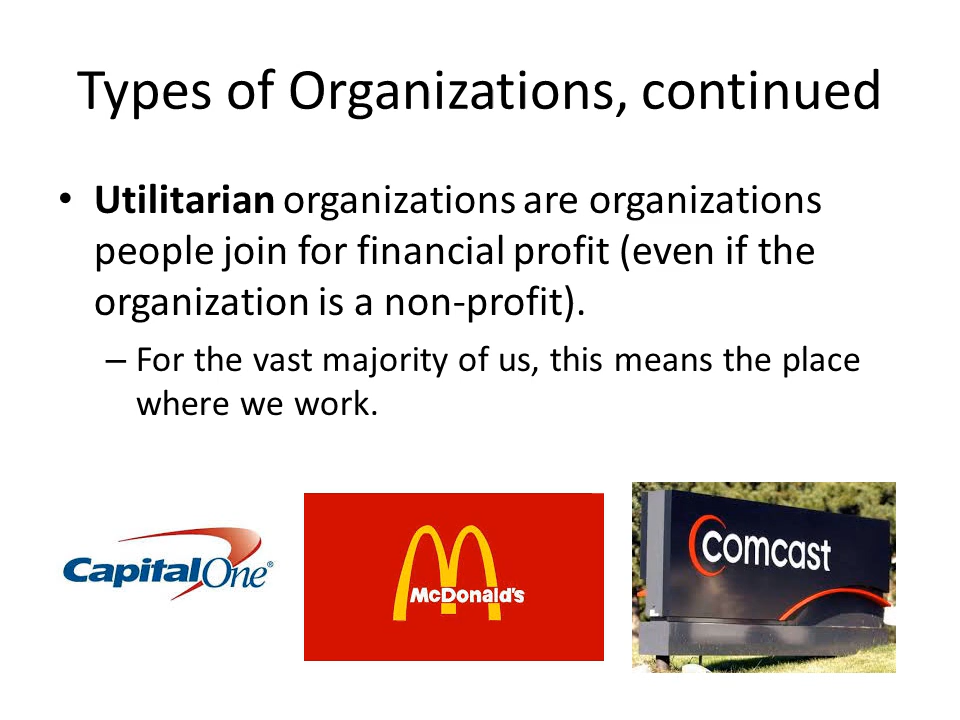 Types of Organizations, continued
• Utilitarian organizations are organizations
people join for financial profit (even if the
organization is a non-profit).
– For the vast majority of us, this means the place
where we work.
CapitalOne®
McDonald's
Comcast